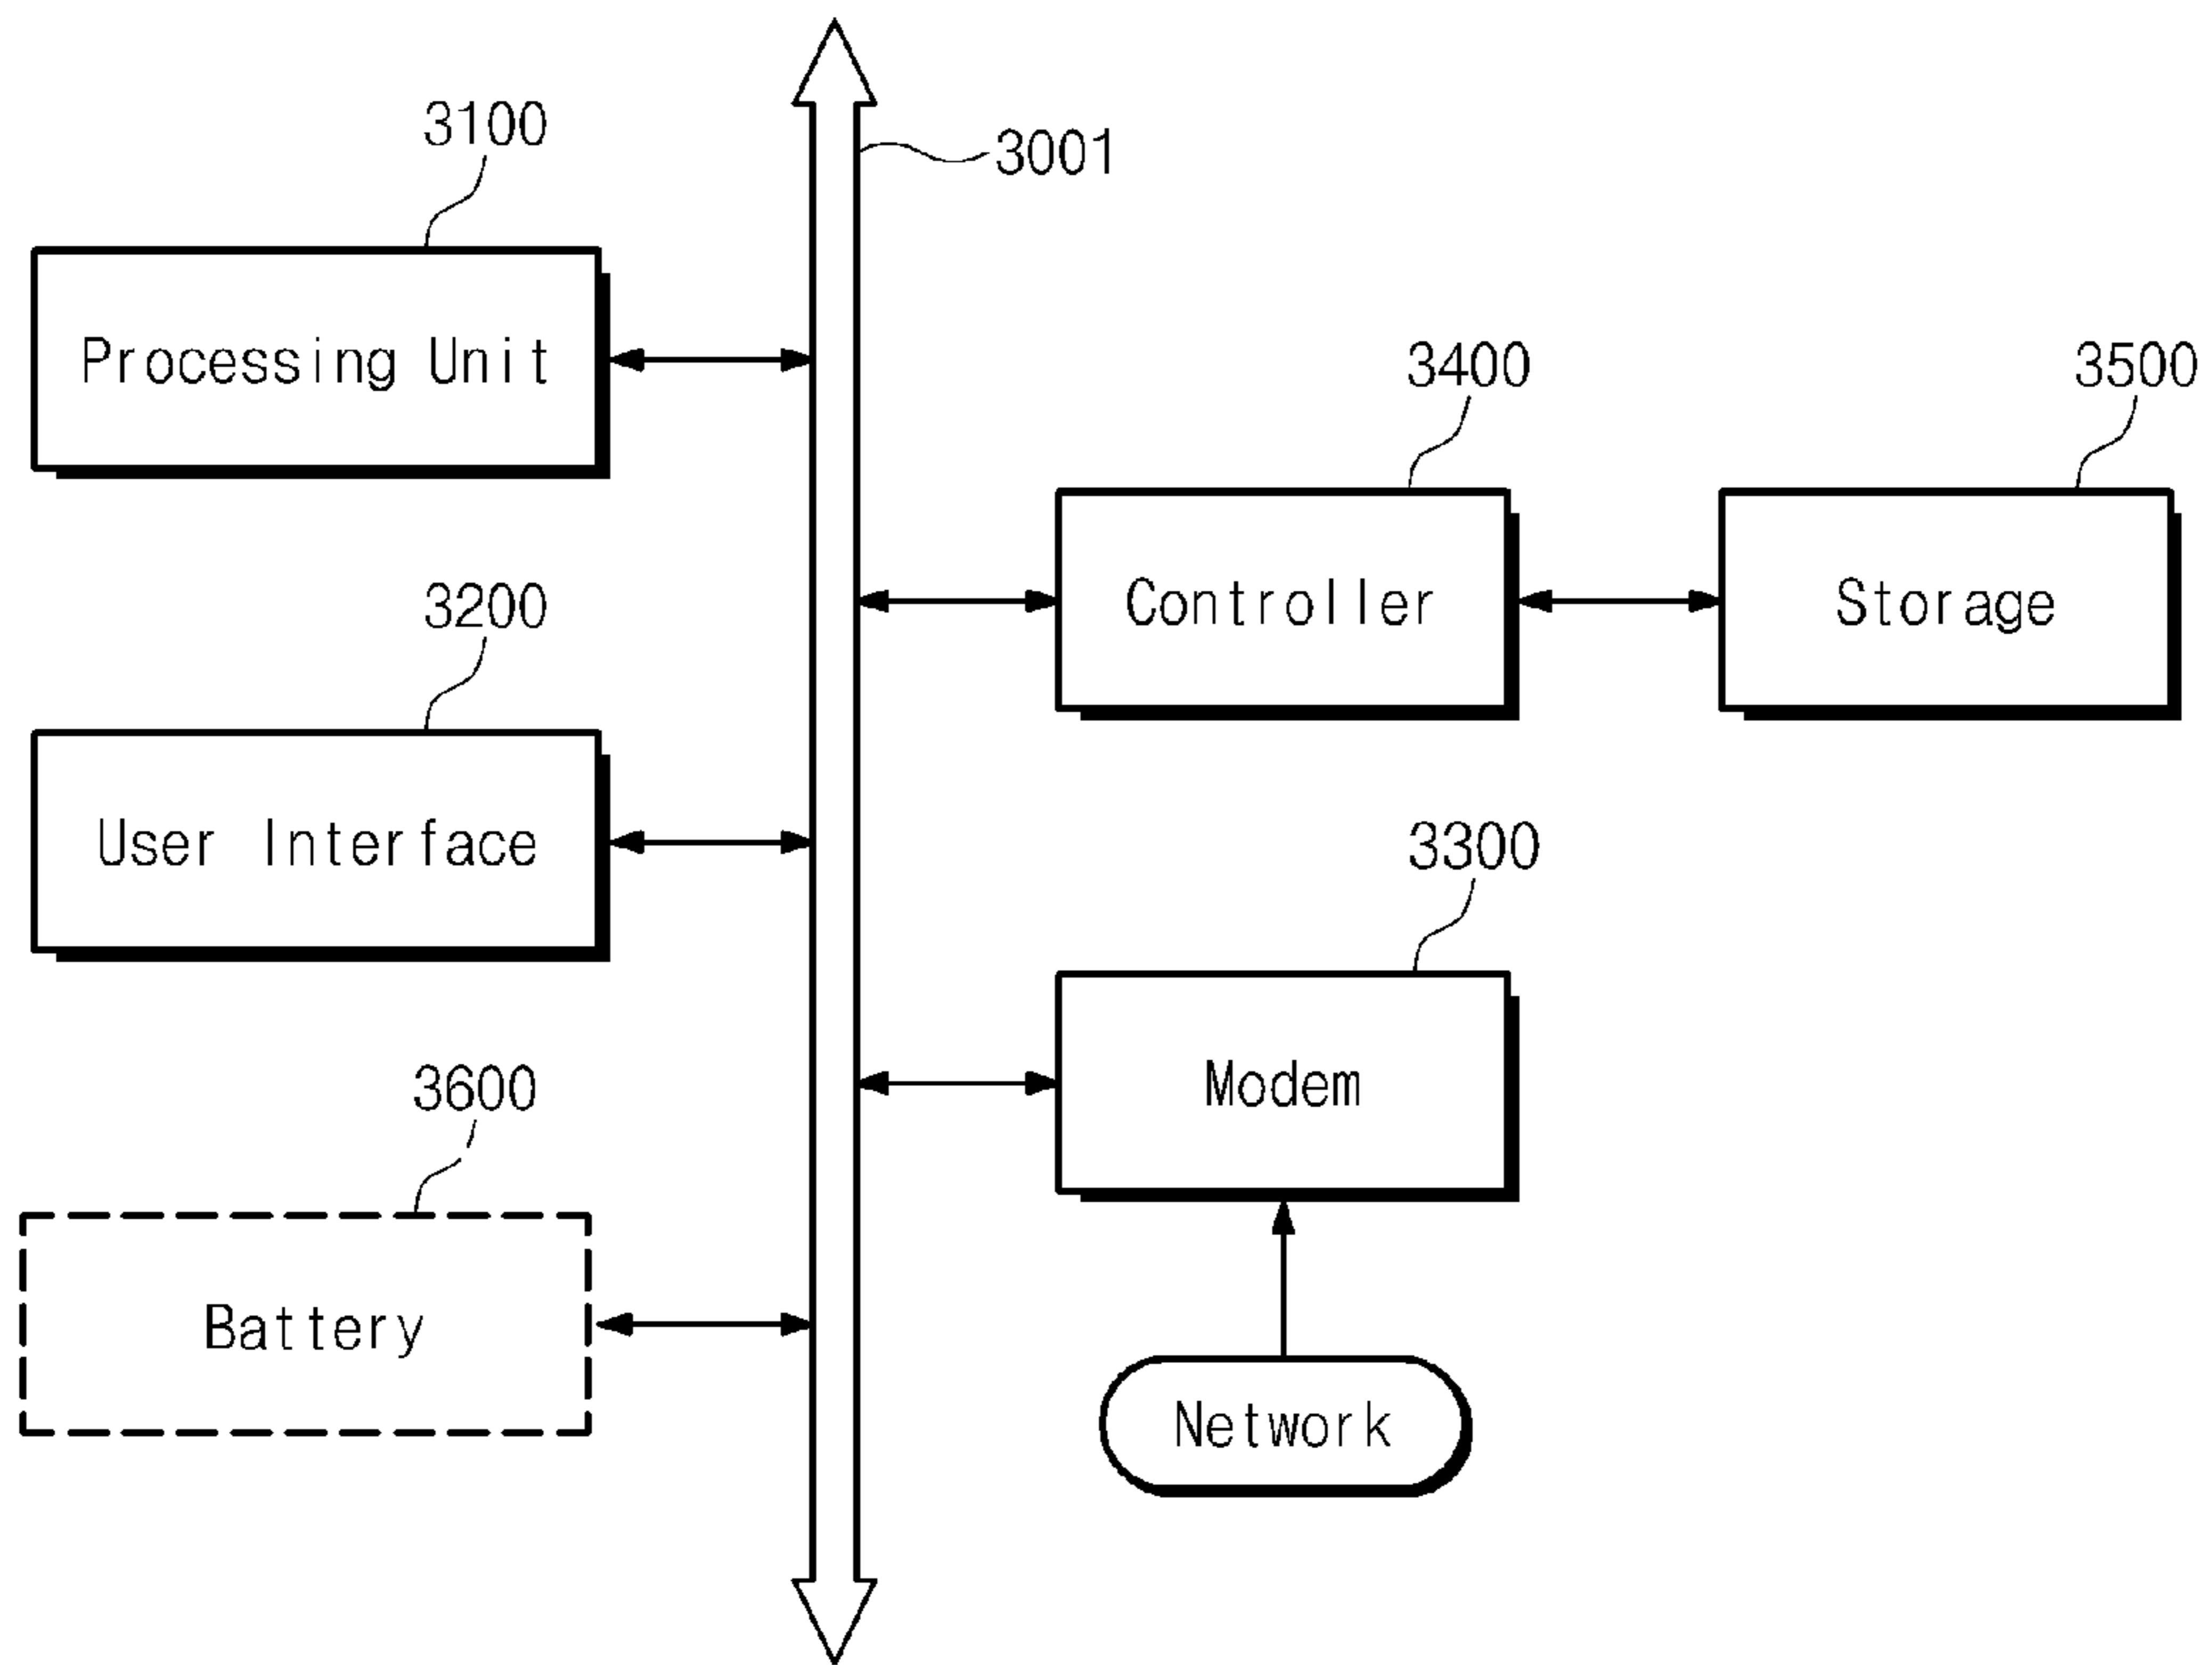 3100
3001
Processing Unit
3400
3500
3200
Controller
Storage
User Interface
3300
3600
Modem
Battery
Network